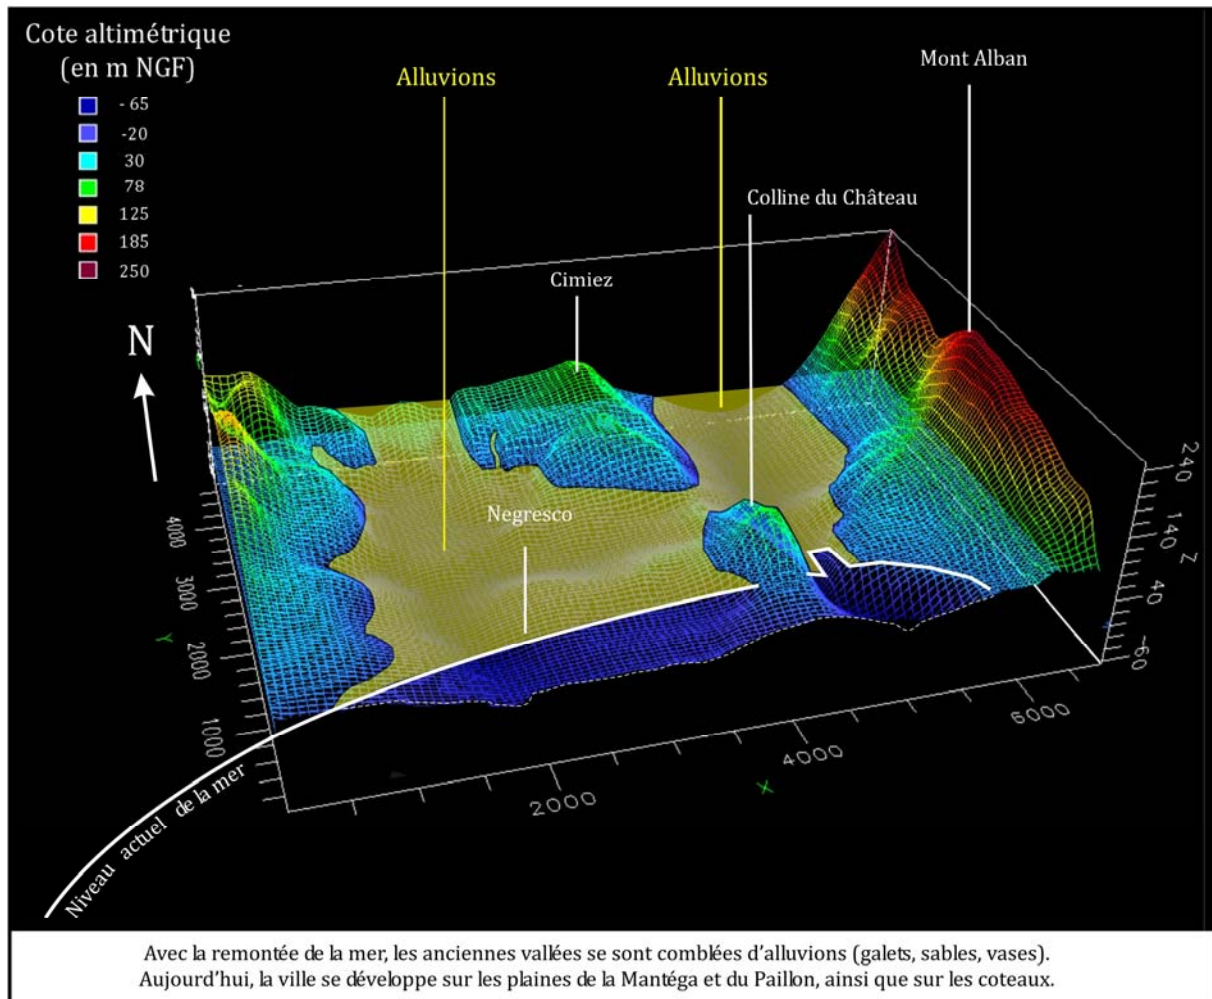 Cote altimétrique
(en m NGF)
- 65
-20
30
78
125
185
250
Alluvions
Alluvions
Mont Alban
Colline du Château
Cimiez
N
Negresco
Niveau actuel de la mer
4000
3000
2000
1000
Y
2000
4000
6000
X
240
140
40
-60
Z
Avec la remontée de la mer, les anciennes vallées se sont comblées d'alluvions (galets, sables, vases).
Aujourd'hui, la ville se développe sur les plaines de la Mantéga et du Paillon, ainsi que sur les coteaux.